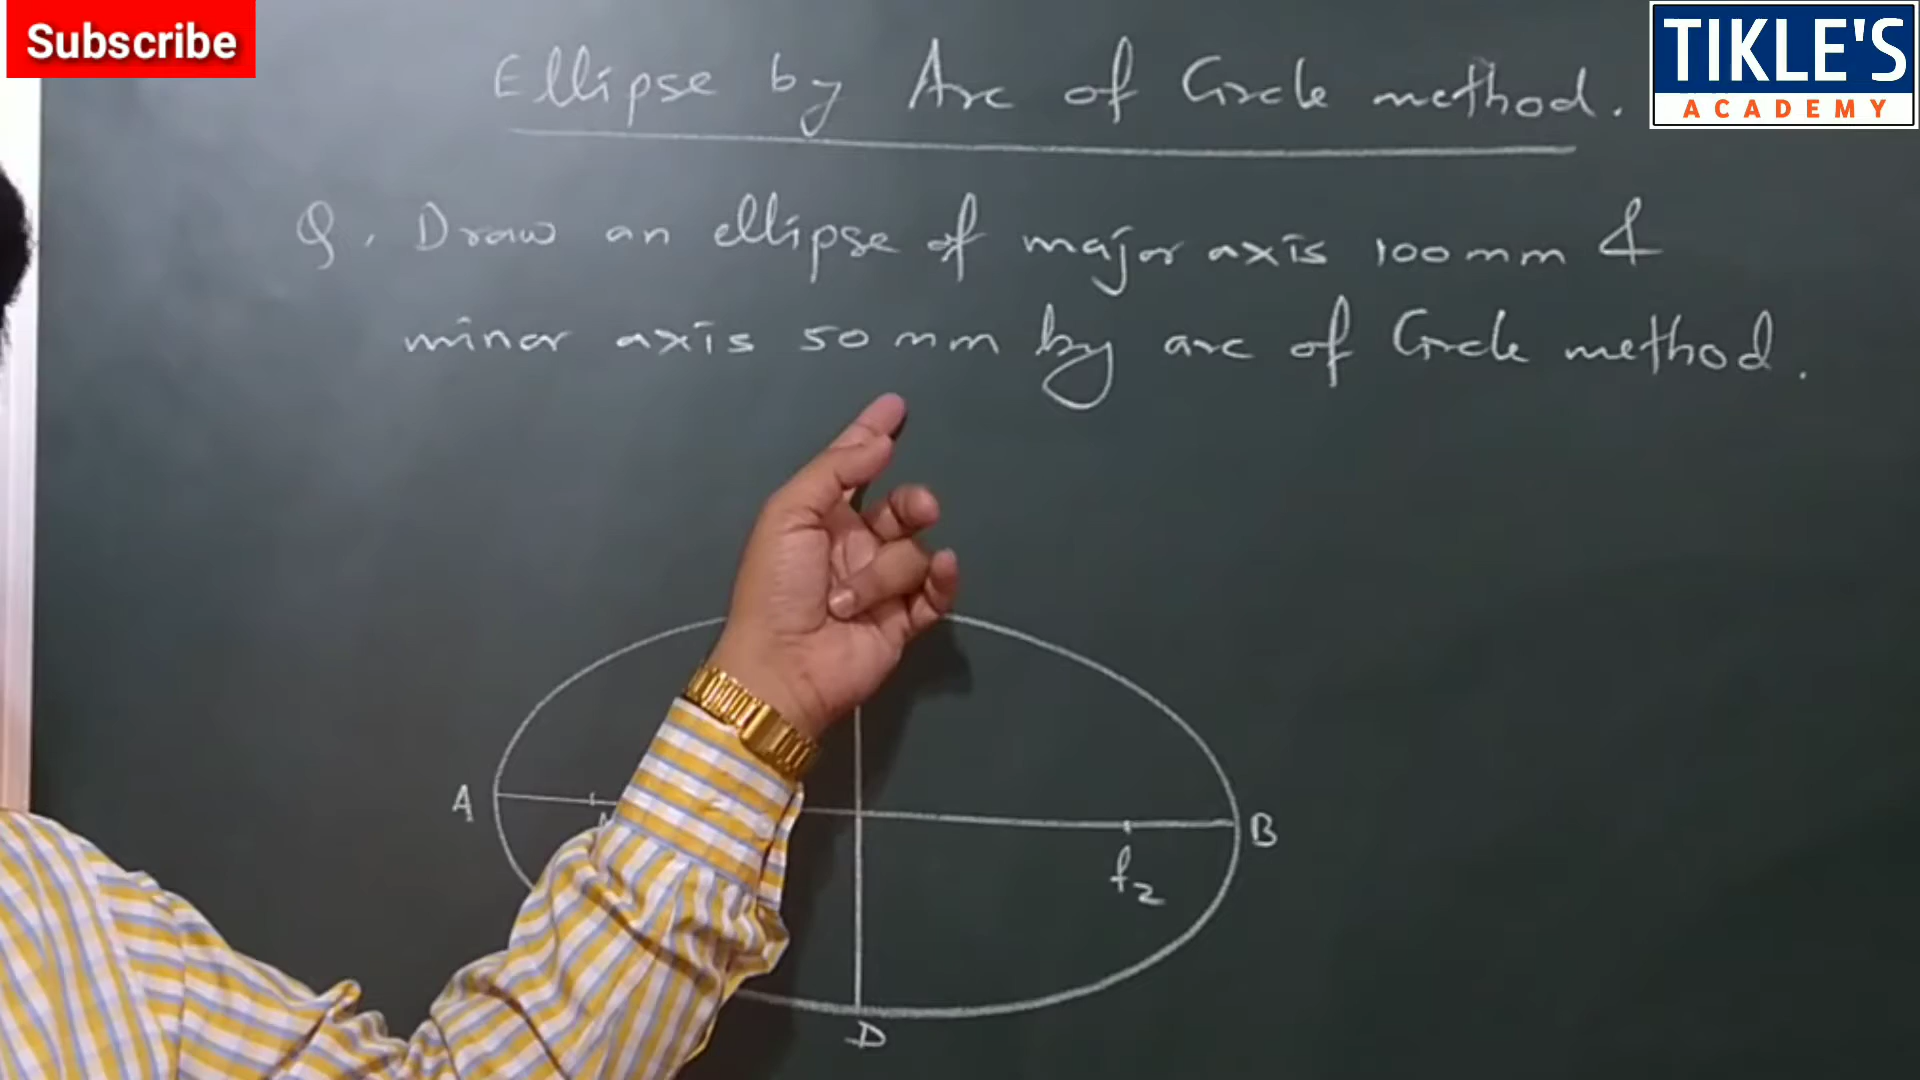 Subscribe
TIKLE'S
ACADEMY
Ellipse by Arc of Circle method.
Q. Draw an ellipse of major axis 100 mm &
minor axis 50 mm by arc of Circle method.
A
B
f2
D